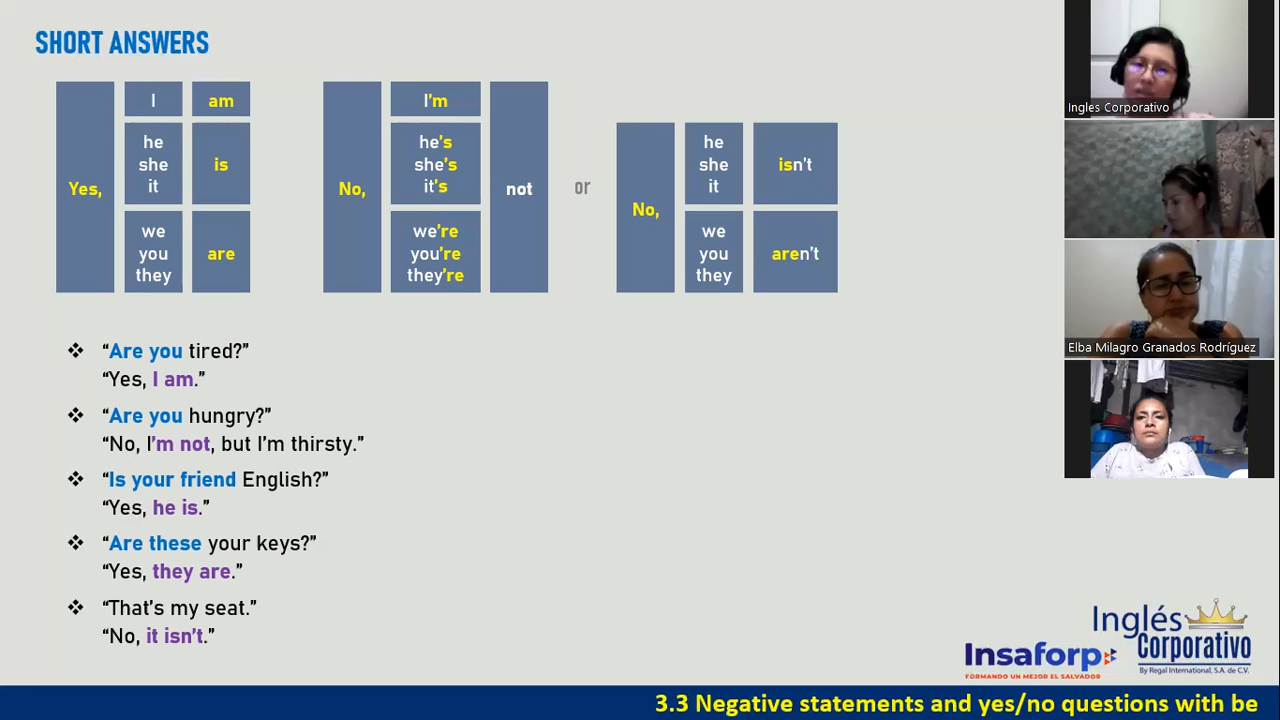 SHORT ANSWERS
Yes,
I
am
he
she
it
is
we
you
they
are
No,
I'm
he's
she's
it's
we're
you're
they're
not
or
No,
he
she
it
isn't
we
you
they
aren't
❖ “Are you tired?”
“Yes, I am.”
❖ “Are you hungry?”
“No, I’m not, but I’m thirsty.”
❖ “Is your friend English?”
“Yes, he is.”
❖ “Are these your keys?”
“Yes, they are.”
❖ “That’s my seat.”
“No, it isn’t.”
Ingles Corporativo
Elba Milagro Granados Rodríguez
Insaforp
FORMANDO UN MEJOR EL SALVADOR
Inglés
Corporativo
By Regal International, S.A. de C.V.
3.3 Negative statements and yes/no questions with be